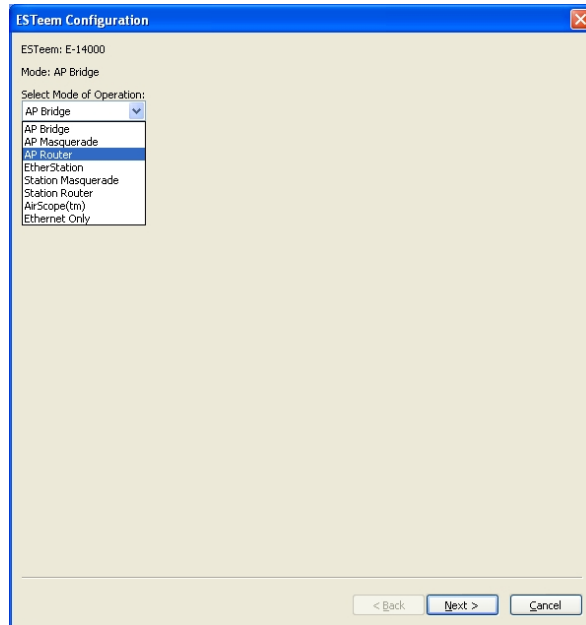 ESTeem Configuration
ESTeem: E-14000
Mode: AP Bridge
Select Mode of Operation:
AP Bridge
AP Bridge
AP Masquerade
AP Router
EtherStation
Station Masquerade
Station Router
AirScope(tm)
Ethernet Only
< Back Next > Cancel